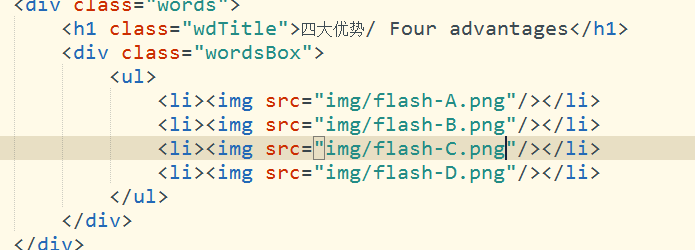 <div class="words">
<h1 class="wdTitle">四大优势/ Four advantages</h1>
<div class="wordsBox">
<ul>
<li><img src="img/flash-A.png"/></li>
<li><img src="img/flash-B.png"/></li>
<li><img src="img/flash-C.png"/></li>
<li><img src="img/flash-D.png"/></li>
</ul>
</div>
</div>